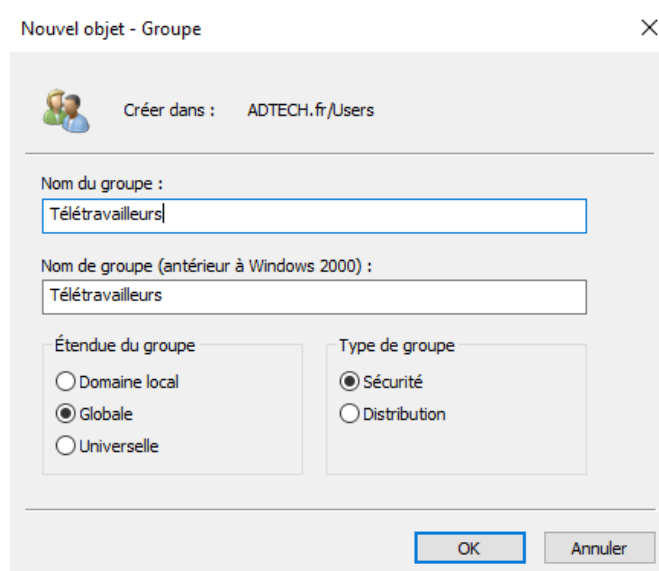 Nouvel objet - Groupe
Créer dans : ADTECH.fr/Users
Nom du groupe :
Télétravailleurs
Nom de groupe (antérieur à Windows 2000) :
Télétravailleurs
Étendue du groupe
Domaine local
Globale
Universelle
Type de groupe
Sécurité
Distribution
OK Annuler